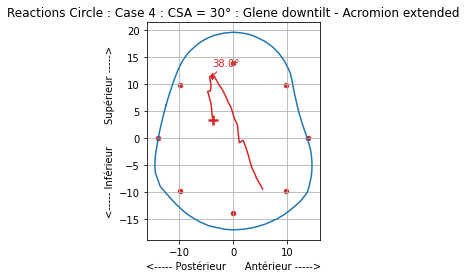 Reactions Circle : Case 4 : CSA = 30° : Glene downtilt - Acromion extended
20
15
10
5
0
−5
−10
−15
<----- Inférieur Supérieur ----->
38.0°
−10 0 10
<----- Postérieur Antérieur ----->